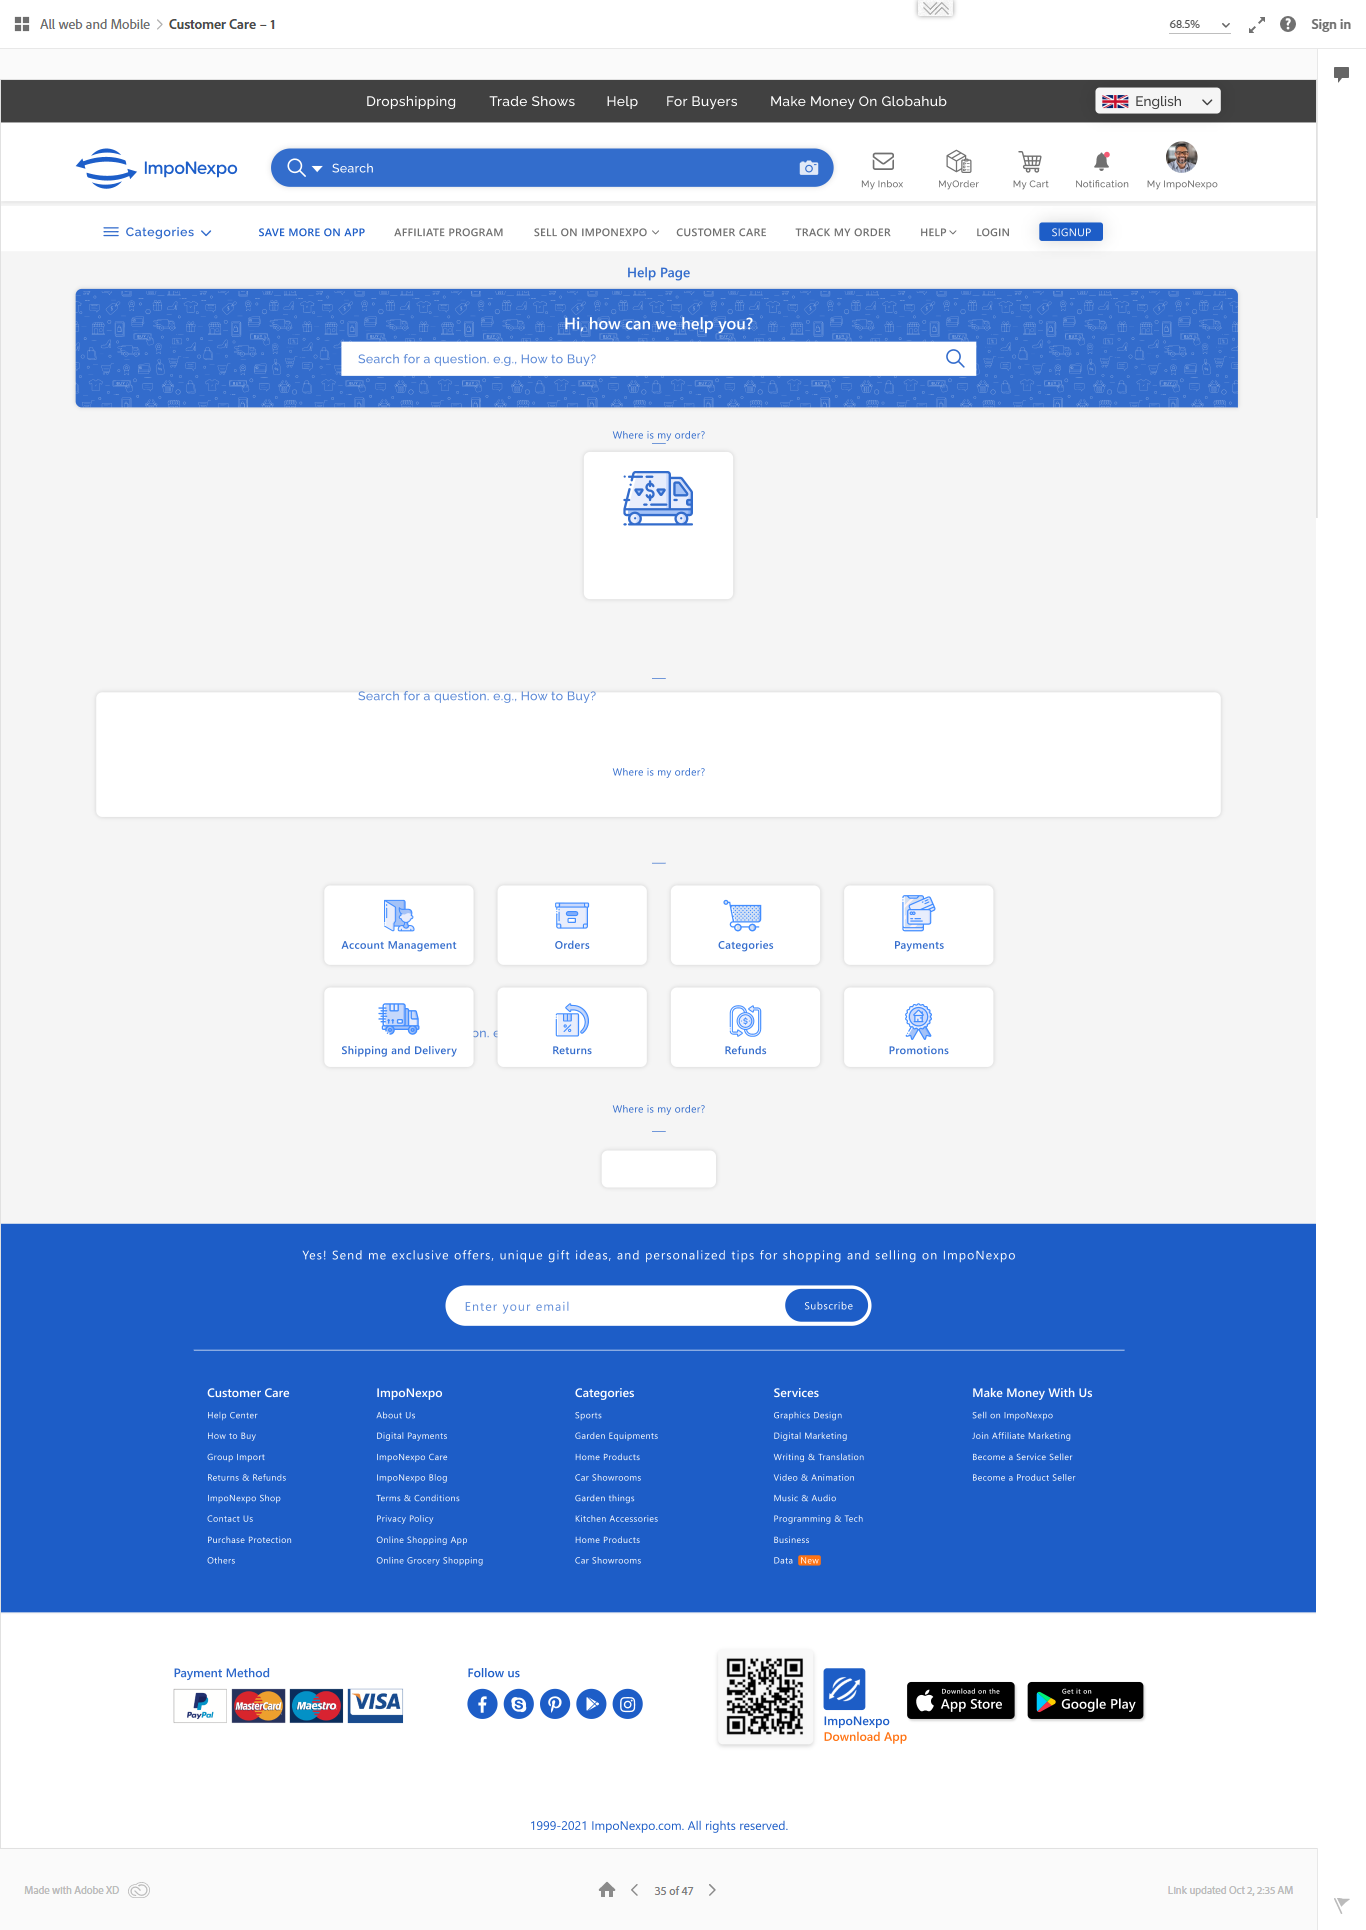 All web and Mobile > Customer Care – 1
68.5%
Sign in
Dropshipping Trade Shows Help For Buyers Make Money On Globahub English
ImpoNexpo
Search
My Inbox MyOrder My Cart Notification My ImpoNexpo
Categories SAVE MORE ON APP AFFILIATE PROGRAM SELL ON IMPONEXPO CUSTOMER CARE TRACK MY ORDER HELP LOGIN SIGNUP
Help Page
Hi, how can we help you?
Search for a question. e.g., How to Buy?
Where is my order?
Search for a question. e.g., How to Buy?
Where is my order?
Account Management Orders Categories Payments
on. e
Shipping and Delivery Returns Refunds Promotions
Where is my order?
Yes! Send me exclusive offers, unique gift ideas, and personalized tips for shopping and selling on ImpoNexpo
Enter your email Subscribe
Customer Care ImpoNexpo Categories Services Make Money With Us
Help Center About Us Sports Graphics Design Sell on ImpoNexpo
How to Buy Digital Payments Garden Equipments Digital Marketing Join Affiliate Marketing
Group Import ImpoNexpo Care Home Products Writing & Translation Become a Service Seller
Returns & Refunds ImpoNexpo Blog Car Showrooms Video & Animation Become a Product Seller
ImpoNexpo Shop Terms & Conditions Garden things Music & Audio
Contact Us Privacy Policy Kitchen Accessories Programming & Tech
Purchase Protection Online Shopping App Home Products Business
Others Online Grocery Shopping Car Showrooms Data New
Payment Method Follow us
PayPal MasterCard Maestro VISA
Download on the
App Store
Get it on
Google Play
ImpoNexpo
Download App
1999-2021 ImpoNexpo.com. All rights reserved.
Made with Adobe XD
35 of 47
Link updated Oct 2, 2:35 AM